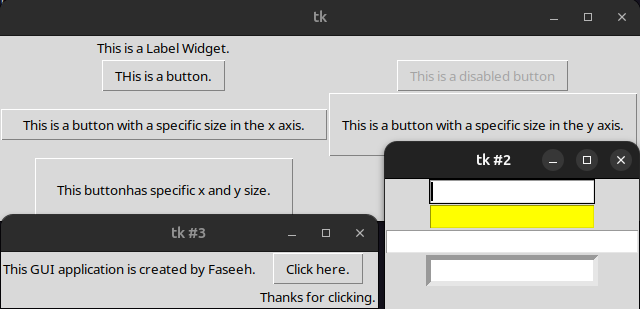 tk
This is a Label Widget.
THis is a button.
This is a disabled button
This is a button with a specific size in the x axis.
This is a button with a specific size in the y axis.
This buttonhas specific x and y size.
tk #2
tk #3
This GUI application is created by Faseeh.
Click here.
Thanks for clicking.